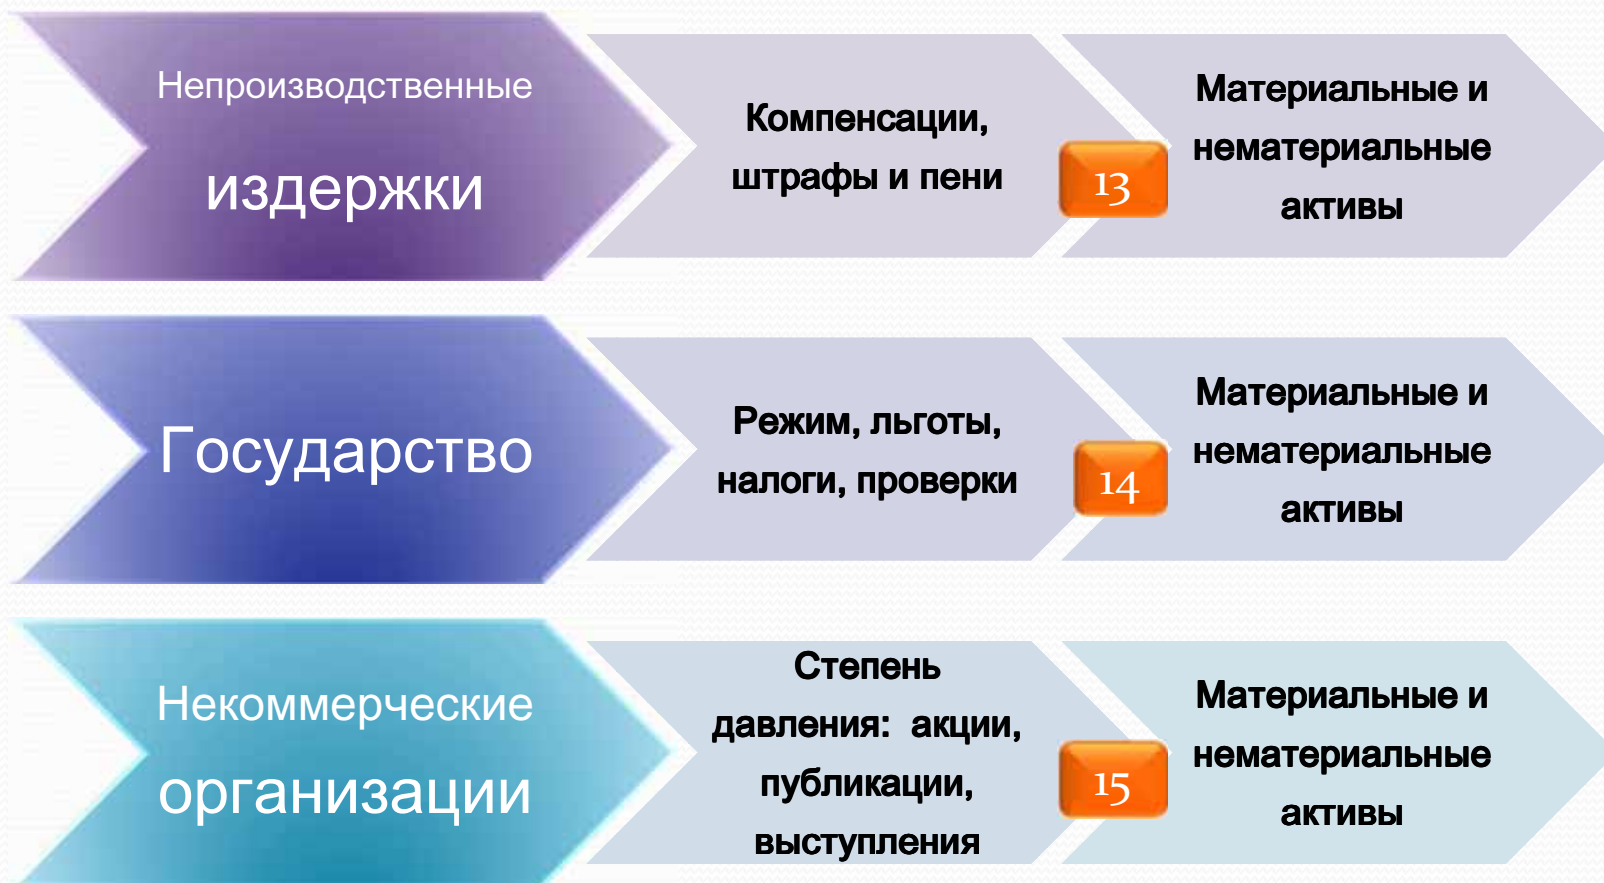 Непроизводственные
издержки
Компенсации,
штрафы и пени
13
Материальные и
нематериальные
активы
Государство
Режим, льготы,
налоги, проверки
14
Материальные и
нематериальные
активы
Некоммерческие
организации
Степень
давления:  акции,
публикации,
выступления
15
Материальные и
нематериальные
активы